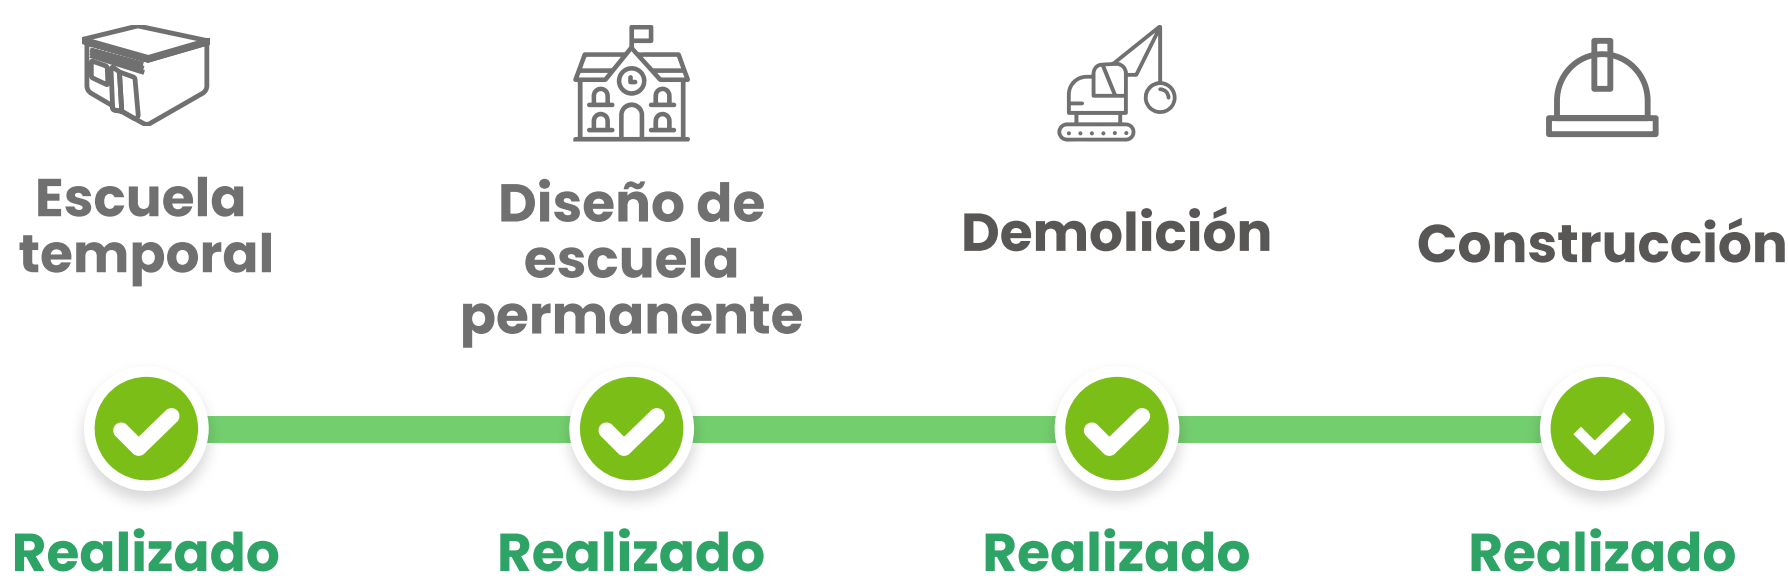 Escuela
temporal
Diseño de
escuela
permanente
Demolición
Construcción
Realizado
Realizado
Realizado
Realizado